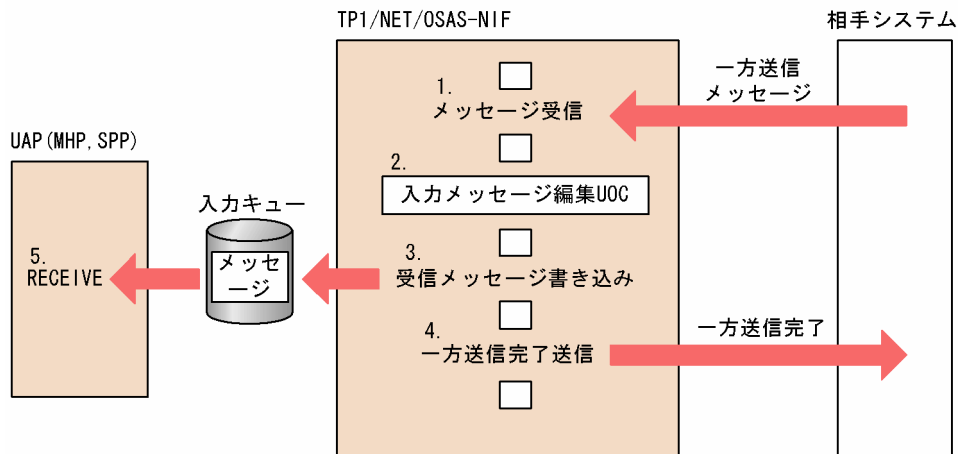 TP1/NET/OSAS-NIF
相手システム
1.
メッセージ受信
一方送信
メッセージ
UAP(MHP,SPP)
2.
入力メッセージ編集UOC
入力キュー
メッセ
ージ
3.
受信メッセージ書き込み
5.
RECEIVE
4.
一方送信完了送信
一方送信完了